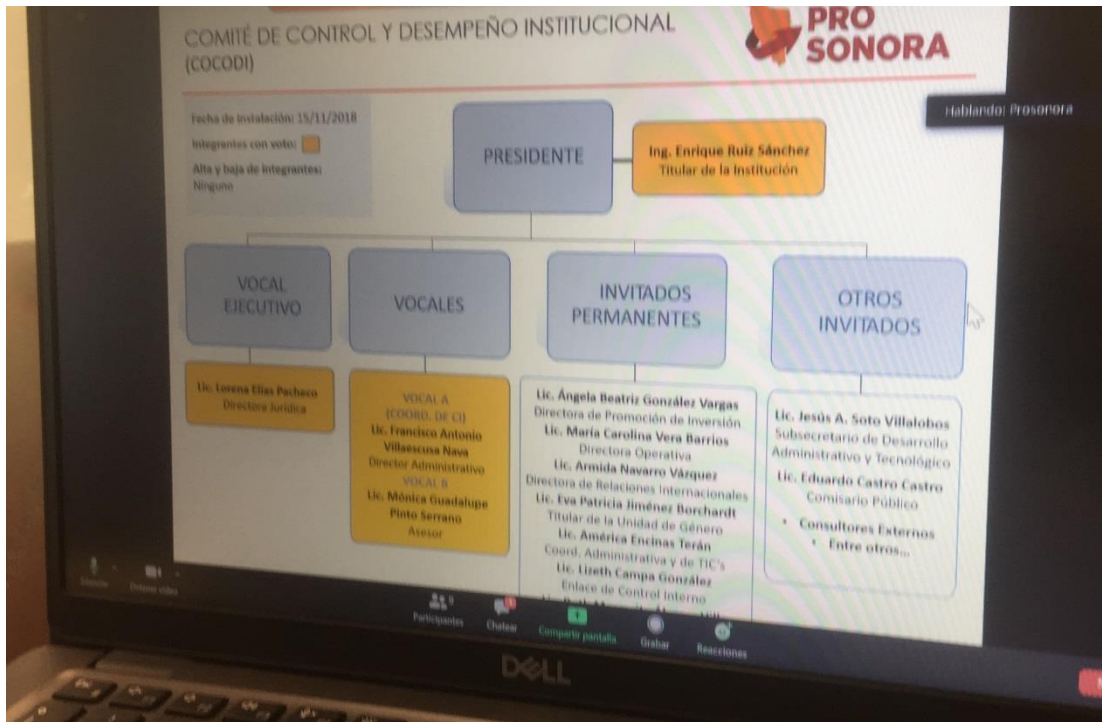 COMITÉ DE CONTROL Y DESEMPEÑO INSTITUCIONAL
(COCODI)
PRO
SONORA
Hablando: Prosonora
Fecha de instalación: 15/11/2018
Integrantes con voto:
Alta y baja de integrantes:
Ninguno
PRESIDENTE
Ing. Enrique Ruiz Sánchez
Titular de la Institución
VOCAL
EJECUTIVO
VOCALES
INVITADOS
PERMANENTES
OTROS
INVITADOS
Lic. Lorena Elias Pacheco
Directora Jurídica
VOCAL A
(COORD. DE CI)
Lic. Francisco Antonio
Villaescusa Nava
Director Administrativo
VOCAL B
Lic. Mónica Guadalupe
Pinto Serrano
Asesor
Lic. Ángela Beatriz González Vargas
Directora de Promoción de Inversión
Lic. María Carolina Vera Barrios
Directora Operativa
Lic. Armida Navarro Vázquez
Directora de Relaciones Internacionales
Lic. Eva Patricia Jiménez Borchardt
Titular de la Unidad de Género
Lic. América Encinas Terán
Coord. Administrativa y de TIC's
Lic. Lizeth Campa González
Enlace de Control Interno
Lic. Jesús A. Soto Villalobos
Subsecretario de Desarrollo
Administrativo y Tecnológico
Lic. Eduardo Castro Castro
Comisario Público
• Consultores Externos
• Entre otros...
Detener video
Participantes
9
Chatear
Compartir pantalla
Grabar
Reacciones
DELL